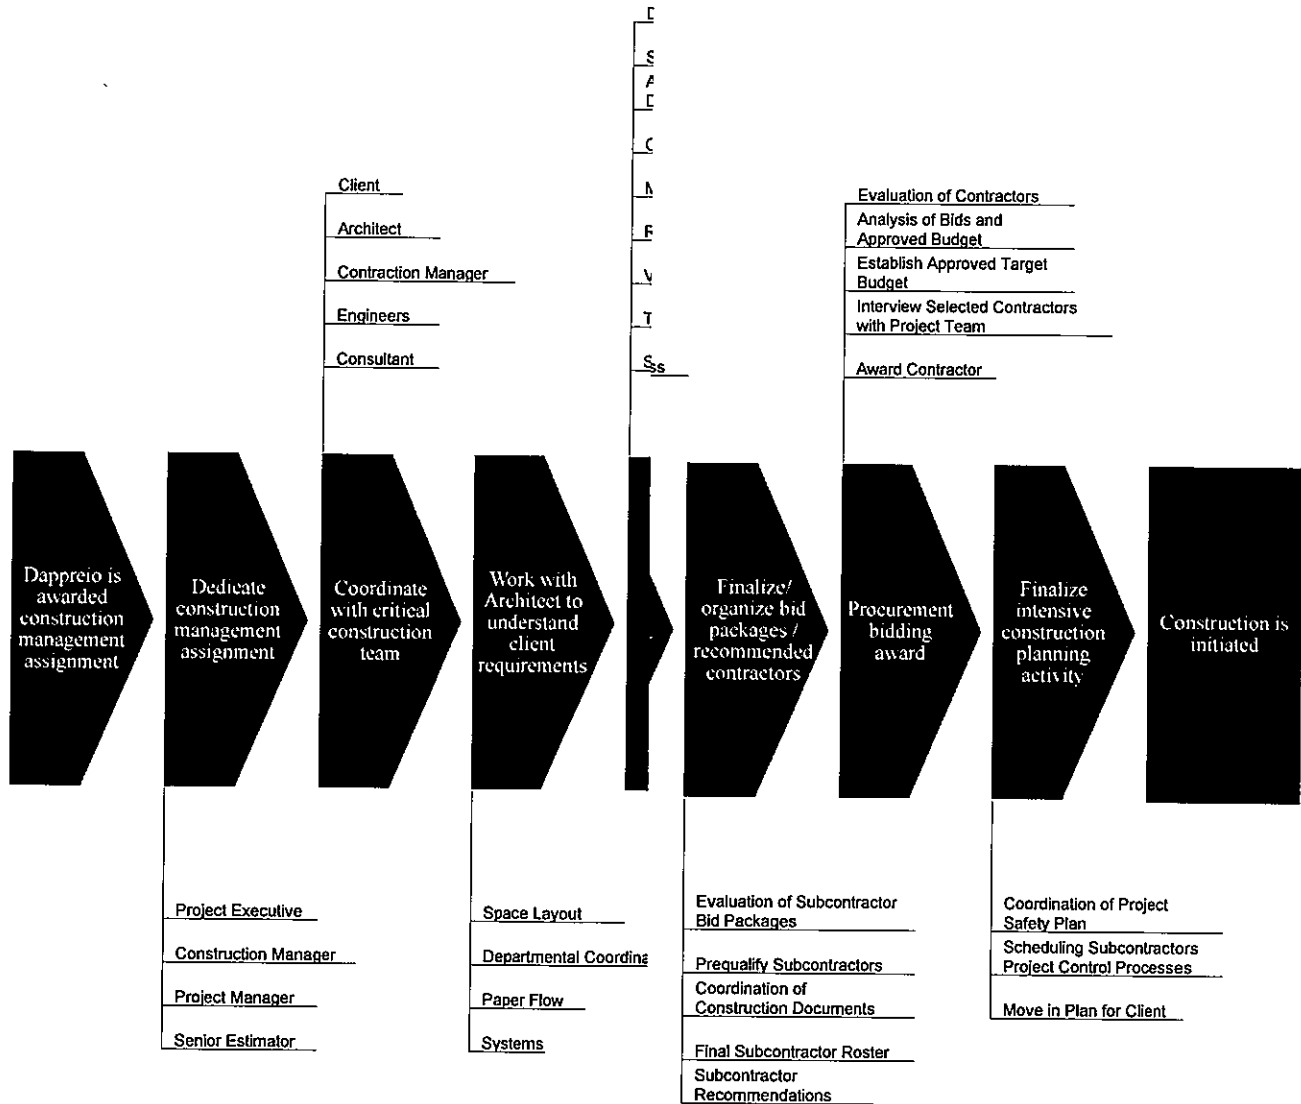 Client
Architect
Contraction Manager
Engineers
Consultant
Evaluation of Contractors
Analysis of Bids and
Approved Budget
Establish Approved Target
Budget
Interview Selected Contractors
with Project Team
Award Contractor
Dappreio is
awarded
construction
management
assignment
Dedicate
construction
management
assignment
Coordinate
with critical
construction
team
Work with
Architect to
understand
client
requirements
Finalize/
organize bid
packages /
recommended
contractors
Procurement
bidding
award
Finalize
intensive
construction
planning
activity
Construction is
initiated
Project Executive
Construction Manager
Project Manager
Senior Estimator
Space Layout
Departmental Coordina
Paper Flow
Systems
Evaluation of Subcontractor
Bid Packages
Prequalify Subcontractors
Coordination of
Construction Documents
Final Subcontractor Roster
Subcontractor
Recommendations
Coordination of Project
Safety Plan
Scheduling Subcontractors
Project Control Processes
Move in Plan for Client